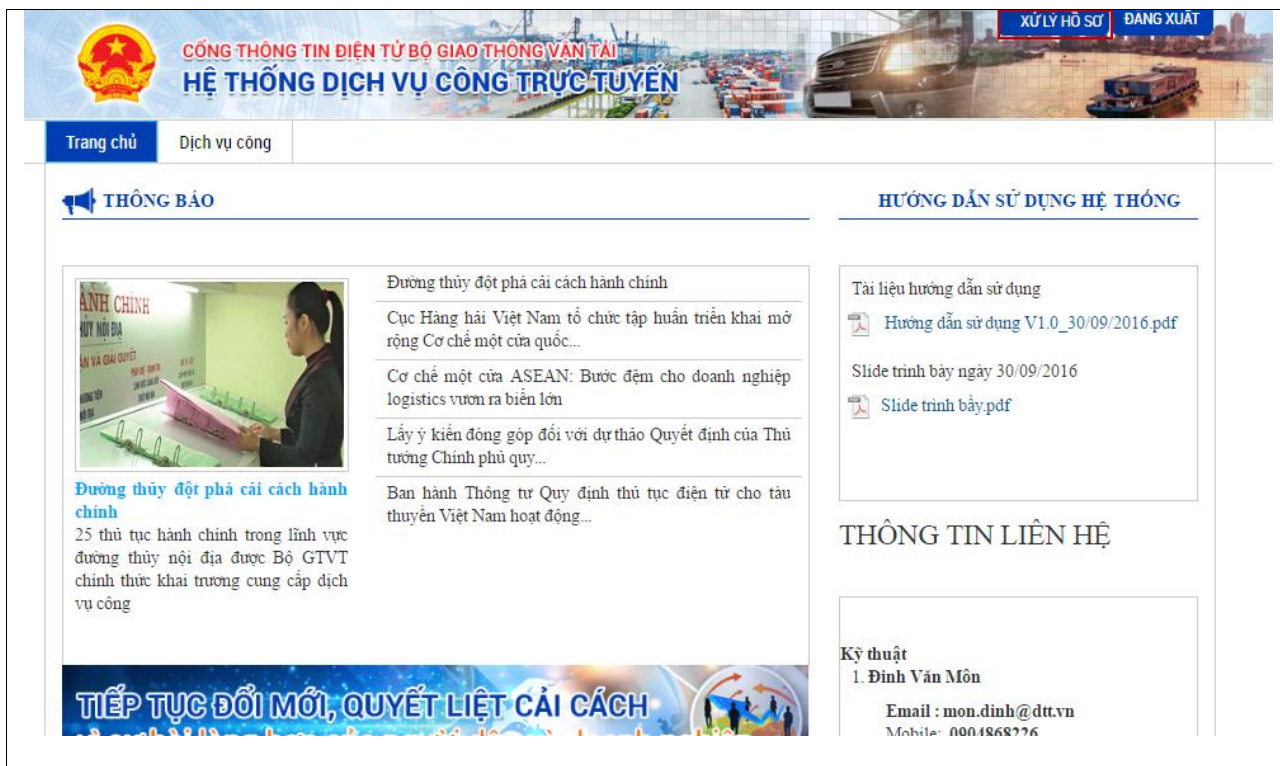 XỬ LÝ HỒ SƠ
ĐĂNG XUẤT
CỔNG THÔNG TIN ĐIỆN TỬ BỘ GIAO THÔNG VẬN TẢI
HỆ THỐNG DỊCH VỤ CÔNG TRỰC TUYẾN
Trang chủ
Dịch vụ công
THÔNG BÁO
ÀNH CHÍNH
HỦY NỘI ĐỊA
ẬN VÀ GIẢI QUYẾT
Đường thủy đột phá cải cách hành
chính
25 thủ tục hành chính trong lĩnh vực
đường thủy nội địa được Bộ GTVT
chính thức khai trương cung cấp dịch
vụ công
Đường thủy đột phá cải cách hành chính
Cục Hàng hải Việt Nam tổ chức tập huấn triển khai mở
rộng Cơ chế một cửa quốc...
Cơ chế một cửa ASEAN: Bước đệm cho doanh nghiệp
logistics vươn ra biển lớn
Lấy ý kiến đóng góp đối với dự thảo Quyết định của Thủ
tướng Chính phủ quy...
Ban hành Thông tư Quy định thủ tục điện tử cho tàu
thuyền Việt Nam hoạt động...
TIẾP TỤC ĐỔI MỚI, QUYẾT LIỆT CẢI CÁCH
HƯỚNG DẪN SỬ DỤNG HỆ THỐNG
Tài liệu hướng dẫn sử dụng
Hướng dẫn sử dụng V1.0_30/09/2016.pdf
Slide trình bày ngày 30/09/2016
Slide trình bầy.pdf
THÔNG TIN LIÊN HỆ
Kỹ thuật
1. Đinh Văn Môn
Email : mon.dinh@dtt.vn
Mobile: 0904868226